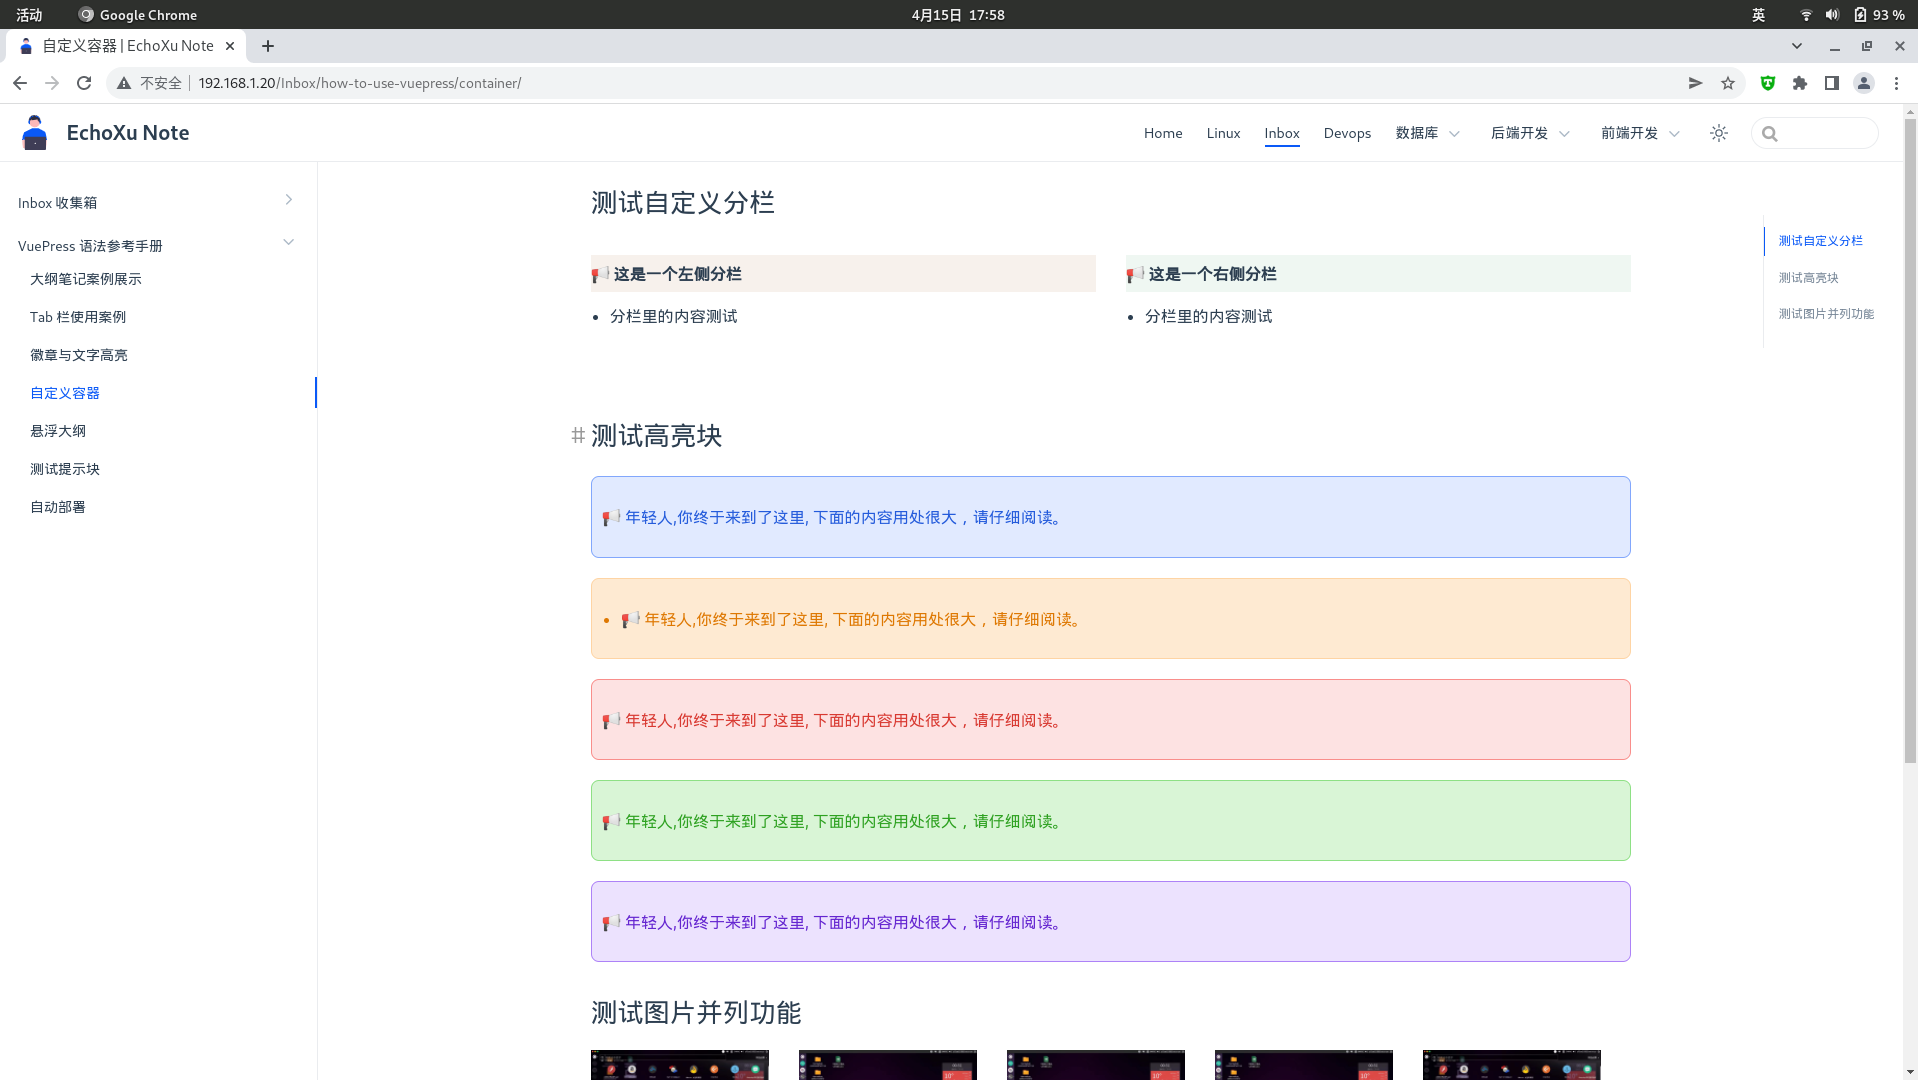 活动 Google Chrome 4月15日 17:58 英 93 %
自定义容器 | EchoXu Note
不安全 192.168.1.20/Inbox/how-to-use-vuepress/container/
EchoXu Note Home Linux Inbox Devops 数据库 后端开发 前端开发
Inbox 收集箱
VuePress 语法参考手册
大纲笔记案例展示
Tab 栏使用案例
徽章与文字高亮
自定义容器
悬浮大纲
测试提示块
自动部署
测试自定义分栏
📢 这是一个左侧分栏
• 分栏里的内容测试
📢 这是一个右侧分栏
• 分栏里的内容测试
# 测试高亮块
📢 年轻人,你终于来到了这里, 下面的内容用处很大，请仔细阅读。
• 📢 年轻人,你终于来到了这里, 下面的内容用处很大，请仔细阅读。
📢 年轻人,你终于来到了这里, 下面的内容用处很大，请仔细阅读。
📢 年轻人,你终于来到了这里, 下面的内容用处很大，请仔细阅读。
📢 年轻人,你终于来到了这里, 下面的内容用处很大，请仔细阅读。
测试图片并列功能
测试自定义分栏
测试高亮块
测试图片并列功能